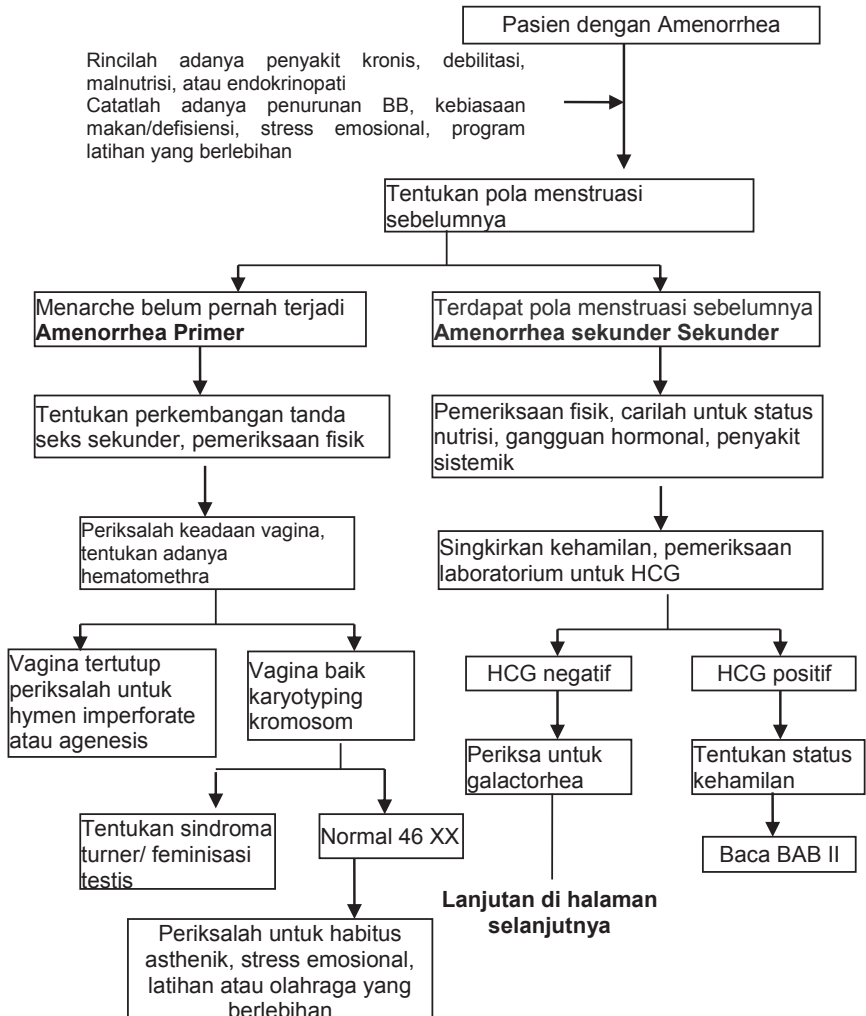 Pasien dengan Amenorrhea
Rincilah adanya penyakit kronis, debilitasi,
malnutrisi, atau endokrinopati
Catatlah adanya penurunan BB, kebiasaan
makan/defisiensi, stress emosional, program
latihan yang berlebihan
Tentukan pola menstruasi
sebelumnya
Menarche belum pernah terjadi
Amenorrhea Primer
Terdapat pola menstruasi sebelumnya
Amenorrhea sekunder Sekunder
Tentukan perkembangan tanda
seks sekunder, pemeriksaan fisik
Pemeriksaan fisik, carilah untuk status
nutrisi, gangguan hormonal, penyakit
sistemik
Periksalah keadaan vagina,
tentukan adanya
hematomethra
Singkirkan kehamilan, pemeriksaan
laboratorium untuk HCG
Vagina tertutup
periksalah untuk
hymen imperforate
atau agenesis
Vagina baik
karyotyping
kromosom
HCG negatif
HCG positif
Periksa untuk
galactorhea
Tentukan status
kehamilan
Tentukan sindroma
turner/ feminisasi
testis
Normal 46 XX
Baca BAB II
Lanjutan di halaman
selanjutnya
Periksalah untuk habitus
asthenik, stress emosional,
latihan atau olahraga yang
berlebihan